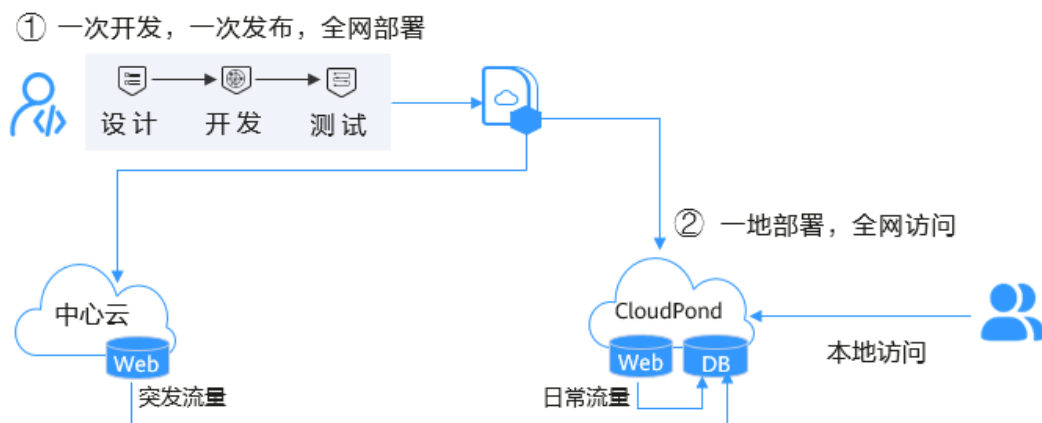 ① 一次开发，一次发布，全网部署
设计 开发 测试
② 一地部署，全网访问
中心云
CloudPond
本地访问
Web
Web DB
突发流量
日常流量